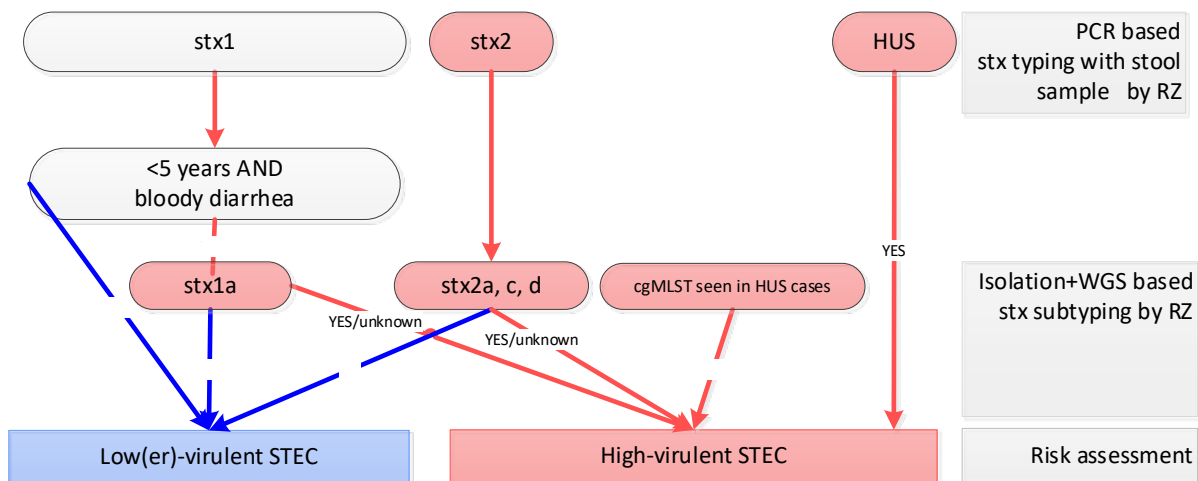 stx1
stx2
HUS
PCR based
stx typing with stool
sample by RZ
<5 years AND
bloody diarrhea
YES
stx1a
stx2a, c, d
cgMLST seen in HUS cases
Isolation+WGS based
stx subtyping by RZ
YES/unknown
YES/unknown
Low(er)-virulent STEC
High-virulent STEC
Risk assessment